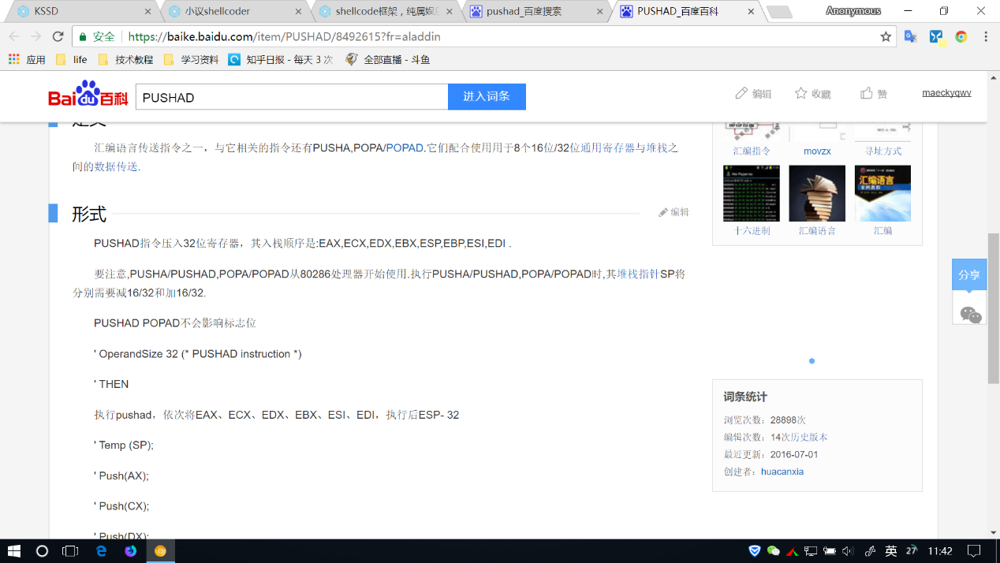 KSSD
小议shellcoder
shellcode框架，纯属娱乐
pushad_百度搜索
PUSHAD_百度百科
Anonymous
安全
https://baike.baidu.com/item/PUSHAD/8492615?fr=aladdin
应用
life
技术教程
学习资料
知乎日报 - 每天 3 次
全部直播 - 斗鱼
Bai du 百科
PUSHAD
进入词条
编辑
收藏
赞
maeckyqwv
定义
汇编语言传送指令之一，与它相关的指令还有PUSHA,POPA/POPAD.它们配合使用用于8个16位/32位通用寄存器与堆栈之
间的数据传送.
形式
编辑
PUSHAD指令压入32位寄存器，其入栈顺序是:EAX,ECX,EDX,EBX,ESP,EBP,ESI,EDI .
要注意,PUSHA/PUSHAD,POPA/POPAD从80286处理器开始使用.执行PUSHA/PUSHAD,POPA/POPAD时,其堆栈指针SP将
分别需要减16/32和加16/32.
PUSHAD POPAD不会影响标志位
' OperandSize 32 (* PUSHAD instruction *)
' THEN
执行pushad，依次将EAX、ECX、EDX、EBX、ESI、EDI，执行后ESP- 32
' Temp (SP);
' Push(AX);
' Push(CX);
' Push(DX);
汇编指令
movzx
寻址方式
汇编语言
十六进制
汇编语言
汇编
分享
词条统计
浏览次数：28898次
编辑次数：14次历史版本
最近更新：2016-07-01
创建者：huacanxia
英
27
11:42